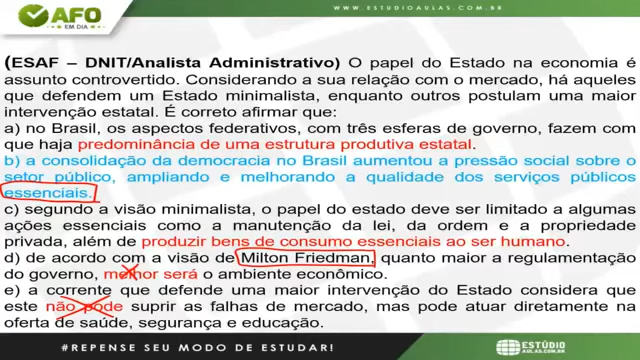 AFO
EM DIA
WWW.ESTUDIOAULAS.COM.BR
(ESAF – DNIT/Analista Administrativo) O papel do Estado na economia é
assunto controvertido. Considerando a sua relação com o mercado, há aqueles
que defendem um Estado minimalista, enquanto outros postulam uma maior
intervenção estatal. É correto afirmar que:
a) no Brasil, os aspectos federativos, com três esferas de governo, fazem com
que haja predominância de uma estrutura produtiva estatal.
b) a consolidação da democracia no Brasil aumentou a pressão social sobre o
setor público, ampliando e melhorando a qualidade dos serviços públicos
essenciais.
c) segundo a visão minimalista, o papel do estado deve ser limitado a algumas
ações essenciais como a manutenção da lei, da ordem e a propriedade
privada, além de produzir bens de consumo essenciais ao ser humano.
d) de acordo com a visão de Milton Friedman, quanto maior a regulamentação
do governo, melhor será o ambiente econômico.
e) a corrente que defende uma maior intervenção do Estado considera que
este não pode suprir as falhas de mercado, mas pode atuar diretamente na
oferta de saúde, segurança e educação.
#REPENSE SEU MODO DE ESTUDAR!
ESTÚDIO
AULAS.COM.BR